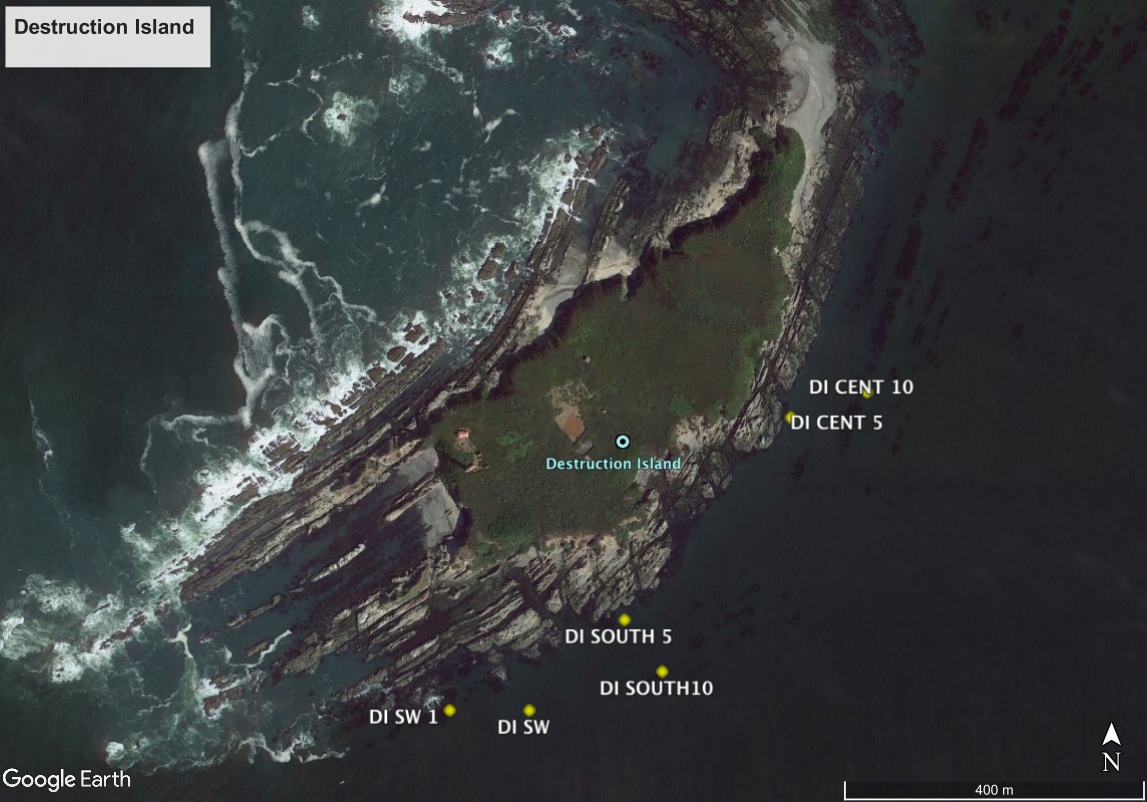 Destruction Island
DI CENT 10
DI CENT 5
Destruction Island
DI SOUTH 5
DI SOUTH10
DI SW 1
DI SW
N
Google Earth
400 m